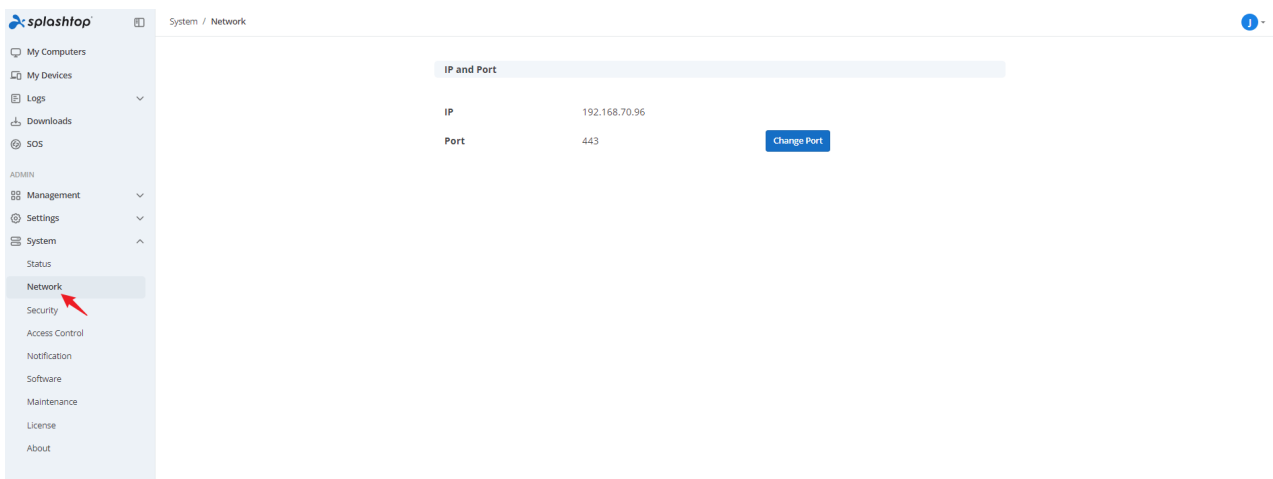 splashtop
System / Network
J
My Computers
My Devices
Logs
Downloads
SOS
ADMIN
Management
Settings
System
Status
Network
Security
Access Control
Notification
Software
Maintenance
License
About
IP and Port
IP 192.168.70.96
Port 443 Change Port